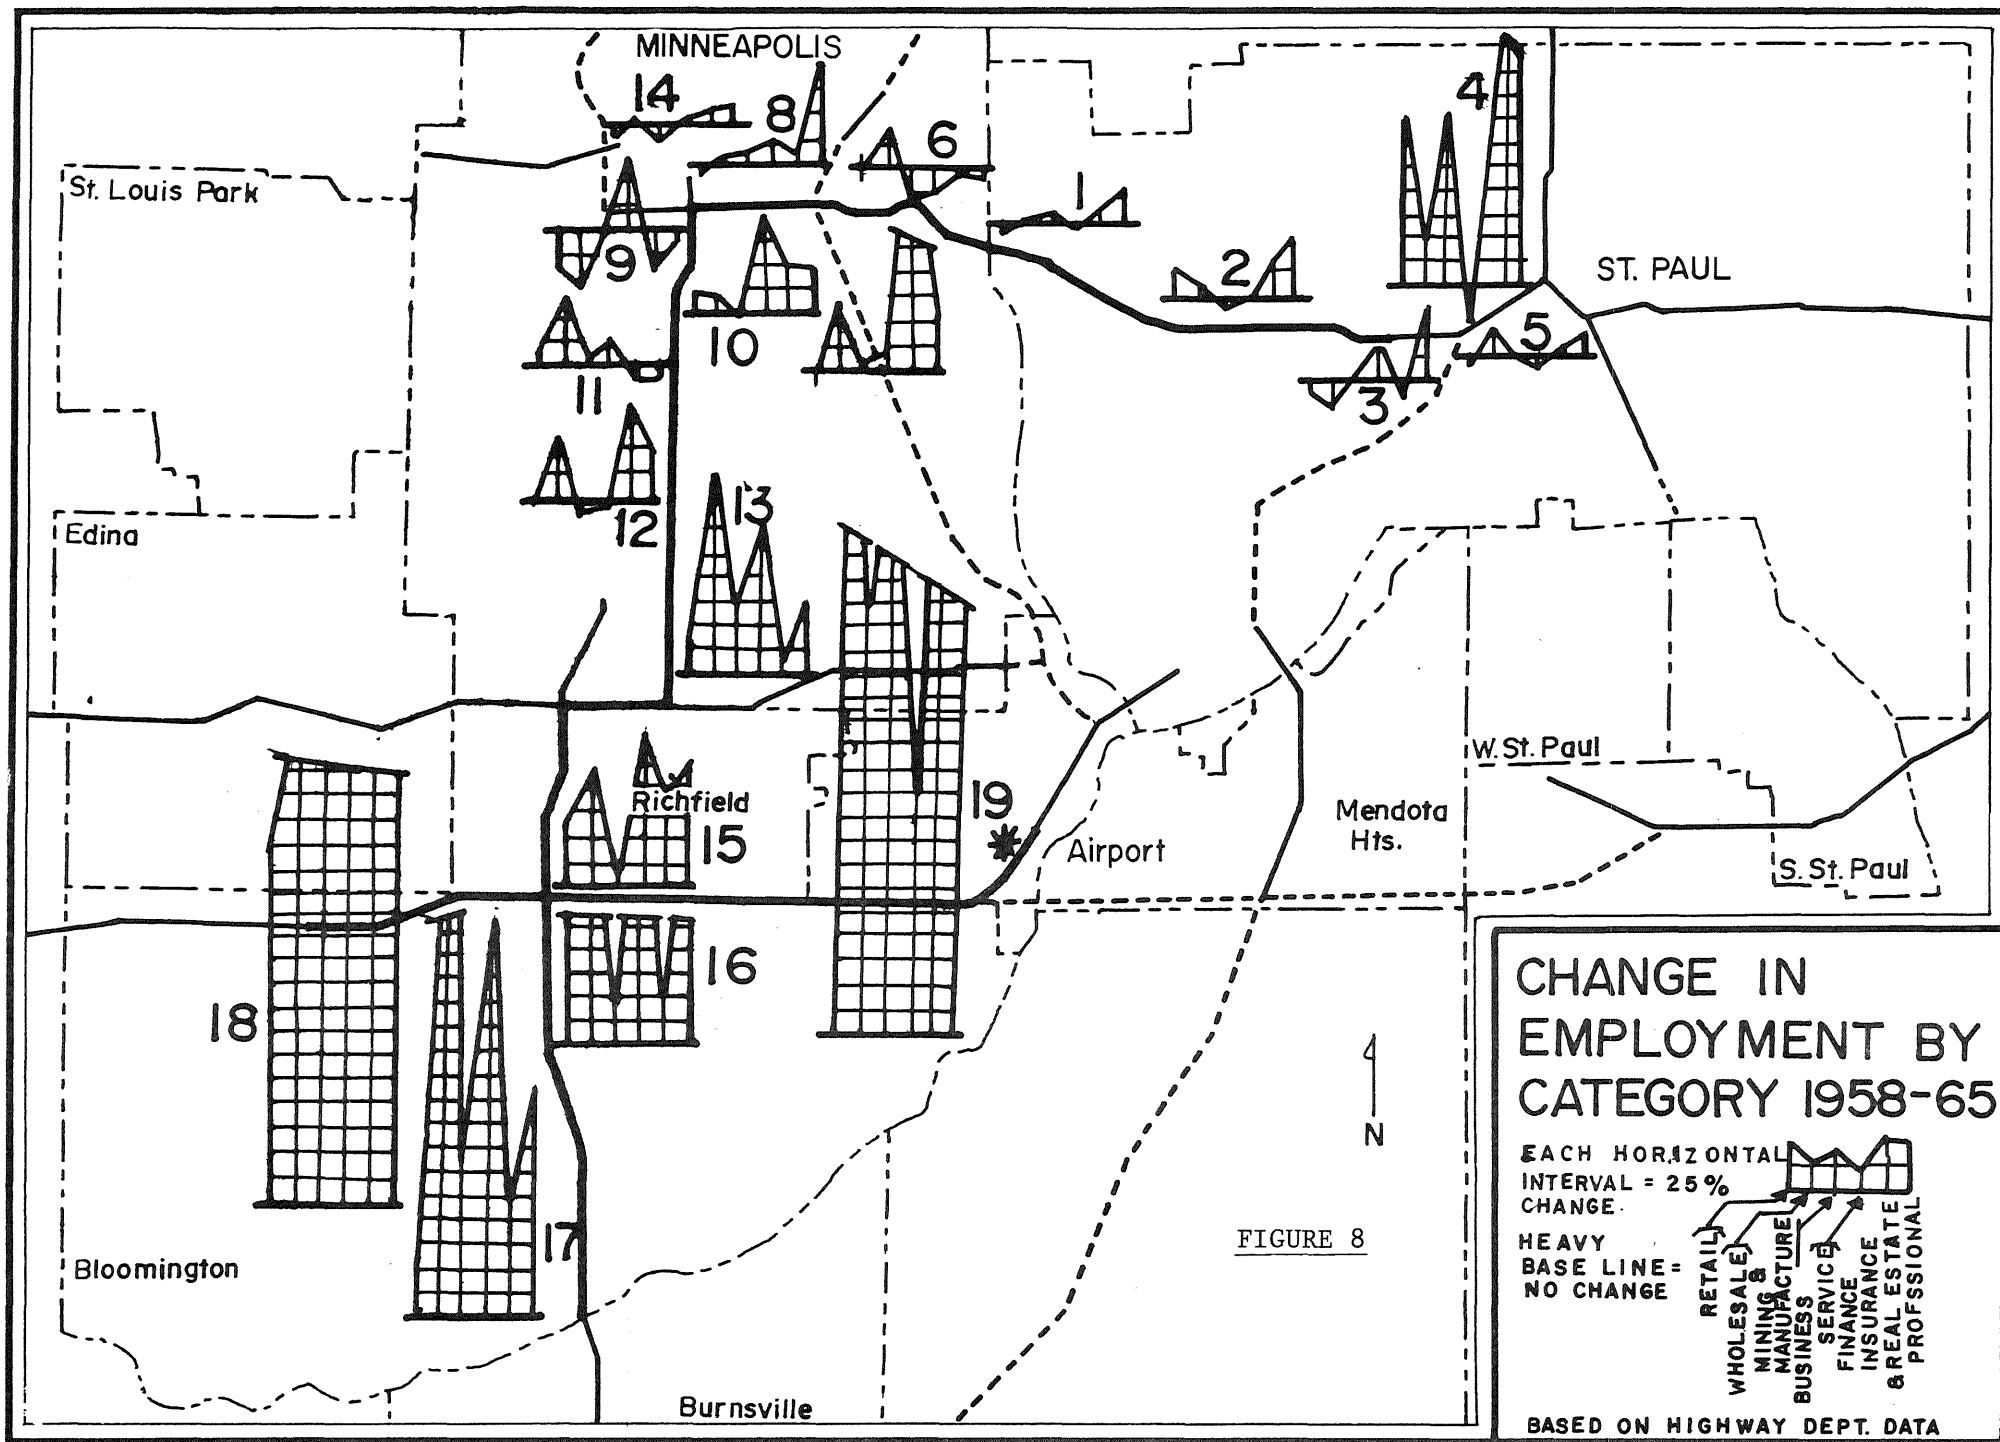 MINNEAPOLIS
14
8
4
6
St. Louis Park
1
9
2
ST. PAUL
10
5
11
3
12
13
Edina
W. St. Paul
Richfield
19
Mendota
Hts.
15
Airport
S. St. Paul
16
18
17
N
Bloomington
Burnsville
FIGURE 8
CHANGE IN
EMPLOYMENT BY
CATEGORY 1958-65
EACH HORIZONTAL
INTERVAL = 25%
CHANGE.
HEAVY
BASE LINE =
NO CHANGE
RETAIL
WHOLESALE
MINING &
MANUFACTURE
BUSINESS
SERVICE
FINANCE
INSURANCE
& REAL ESTATE
PROFSSIONAL
BASED ON HIGHWAY DEPT. DATA